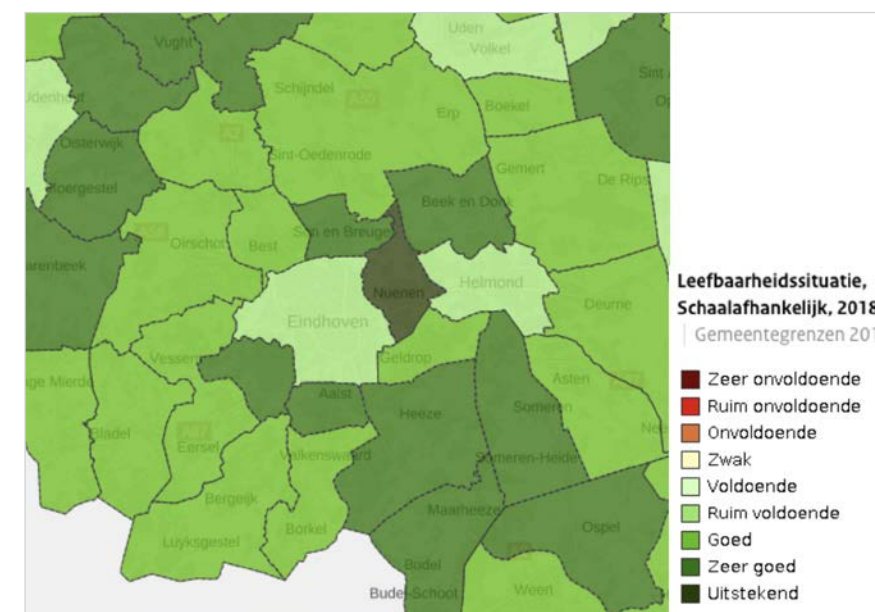 Uden
Volkel
Vught
Schijndel
Erp
Boekel
Oisterwijk
Sint-Oedenrode
Gemert
De Rips
Moergestel
Beek en Donk
Oirschot
Best
Son en Breugel
Nuenen
Helmond
Eindhoven
Deurne
Geldrop
Asten
Aalst
Heeze
Someren
Bladel
Eersel
Valkenswaard
Someren-Heide
Bergeijk
Maarheeze
Borkel
Luyksgestel
Ospel
Budel
Budel-Schoot
Weert
Leefbaarheidssituatie,
Schaalafhankelijk, 2018
Gemeentegrenzen 201
Zeer onvoldoende
Ruim onvoldoende
Onvoldoende
Zwak
Voldoende
Ruim voldoende
Goed
Zeer goed
Uitstekend